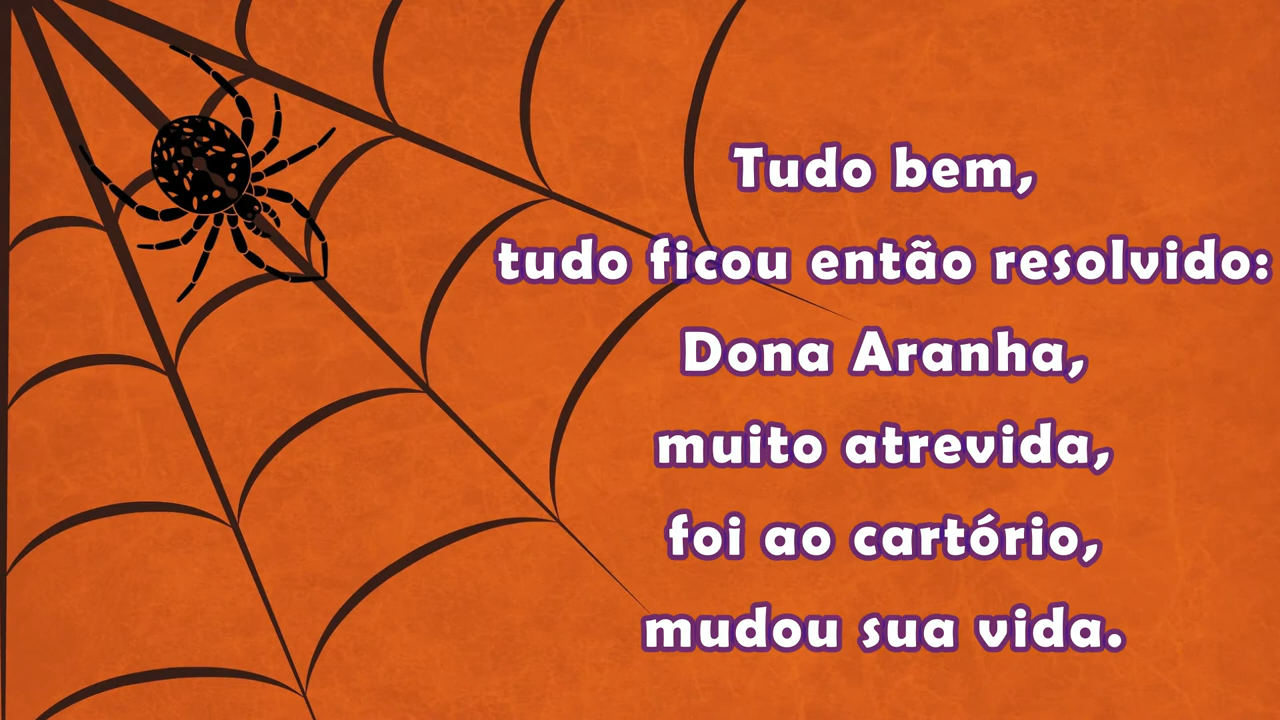 Tudo bem,
tudo ficou então resolvido:
Dona Aranha,
muito atrevida,
foi ao cartório,
mudou sua vida.